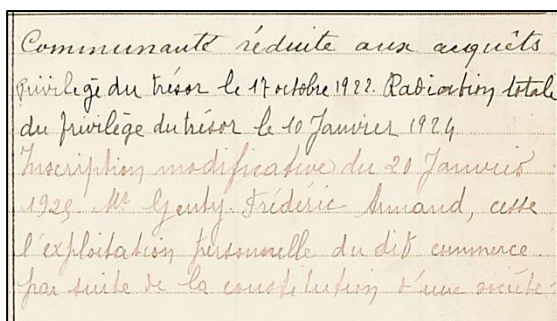 Communauté réduite aux acquêts
Privilège du trésor le 17 octobre 1922. Radiation totale
du privilège du trésor le 10 Janvier 1924
Inscription modificative du 20 Janvier
1925 Mr Genty Frédéric Armand, cesse
l'exploitation personnelle du dit commerce
par suite de la constitution d'une société